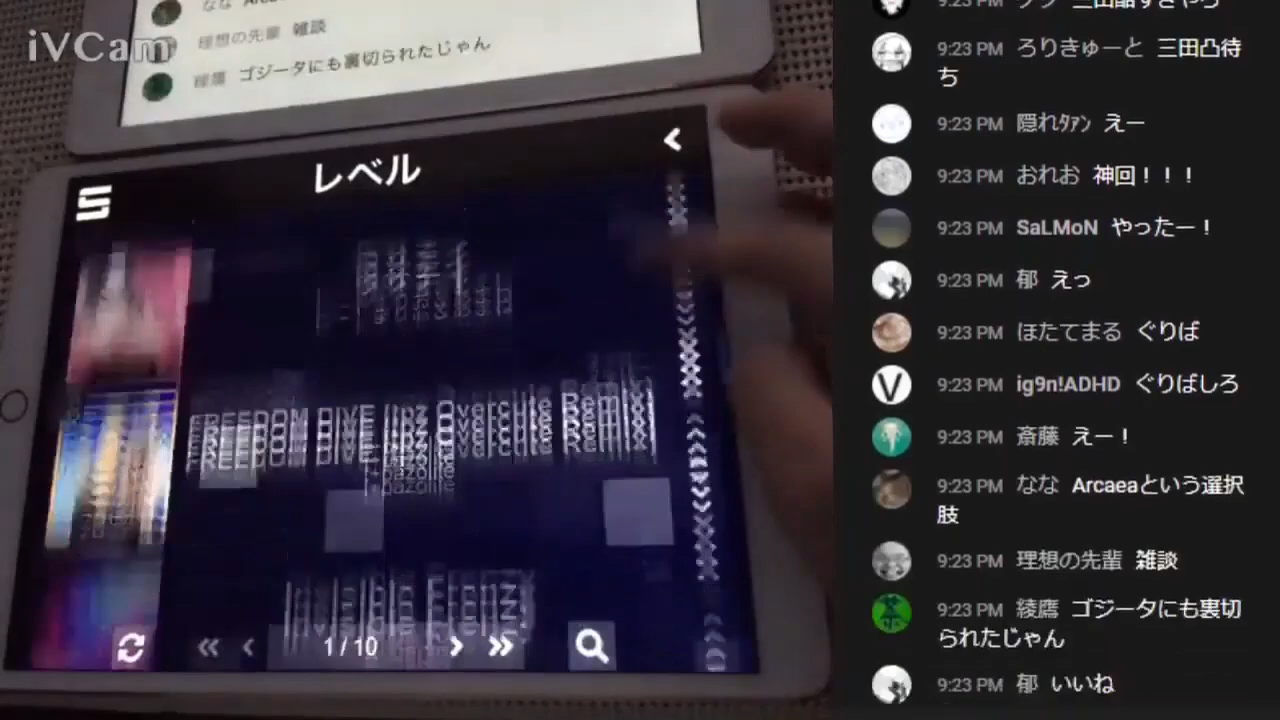 iVCam
なな
理想の先輩 雑談
綾鷹 ゴジータにも裏切られたじゃん
レベル
FREEDOM DIVE (tpz Overcute Remix)
t+pazolite
1 / 10
9:23 PM
9:23 PM ろりきゅーと 三田凸待
ち
9:23 PM 隠れﾀｧﾝ えー
9:23 PM おれお 神回！！！
9:23 PM SaLMoN やったー！
9:23 PM 郁 えっ
9:23 PM ほたてまる ぐりば
9:23 PM ig9n!ADHD ぐりばしろ
9:23 PM 斎藤 えー！
9:23 PM なな Arcaeaという選択
肢
9:23 PM 理想の先輩 雑談
9:23 PM 綾鷹 ゴジータにも裏切
られたじゃん
9:23 PM 郁 いいね